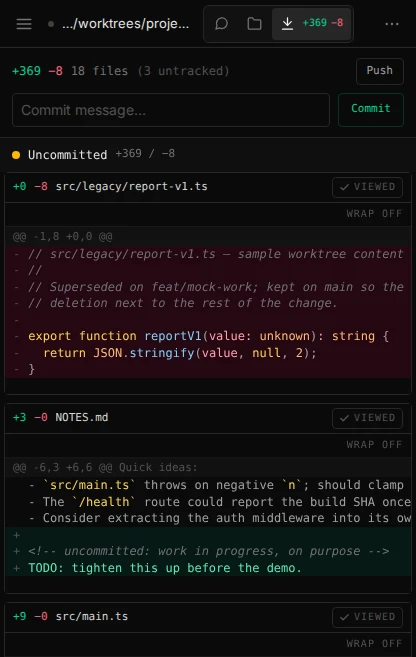 .../worktrees/proje...
+369 −8
+369 −8 18 files (3 untracked)
Push
Commit message...
Commit
Uncommitted +369 / −8
+0 −8 src/legacy/report-v1.ts
VIEWED
WRAP OFF
@@ -1,8 +0,0 @@
- // src/legacy/report-v1.ts — sample worktree content
- //
- // Superseded on feat/mock-work; kept on main so the
- // deletion next to the rest of the change.
-
- export function reportV1(value: unknown): string {
-   return JSON.stringify(value, null, 2);
- }
+3 −0 NOTES.md
VIEWED
WRAP OFF
@@ -6,3 +6,6 @@ Quick ideas:
- `src/main.ts` throws on negative `n`; should clamp
- The `/health` route could report the build SHA once
- Consider extracting the auth middleware into its ow
+
+ <!-- uncommitted: work in progress, on purpose -->
+ TODO: tighten this up before the demo.
+9 −0 src/main.ts
VIEWED
WRAP OFF